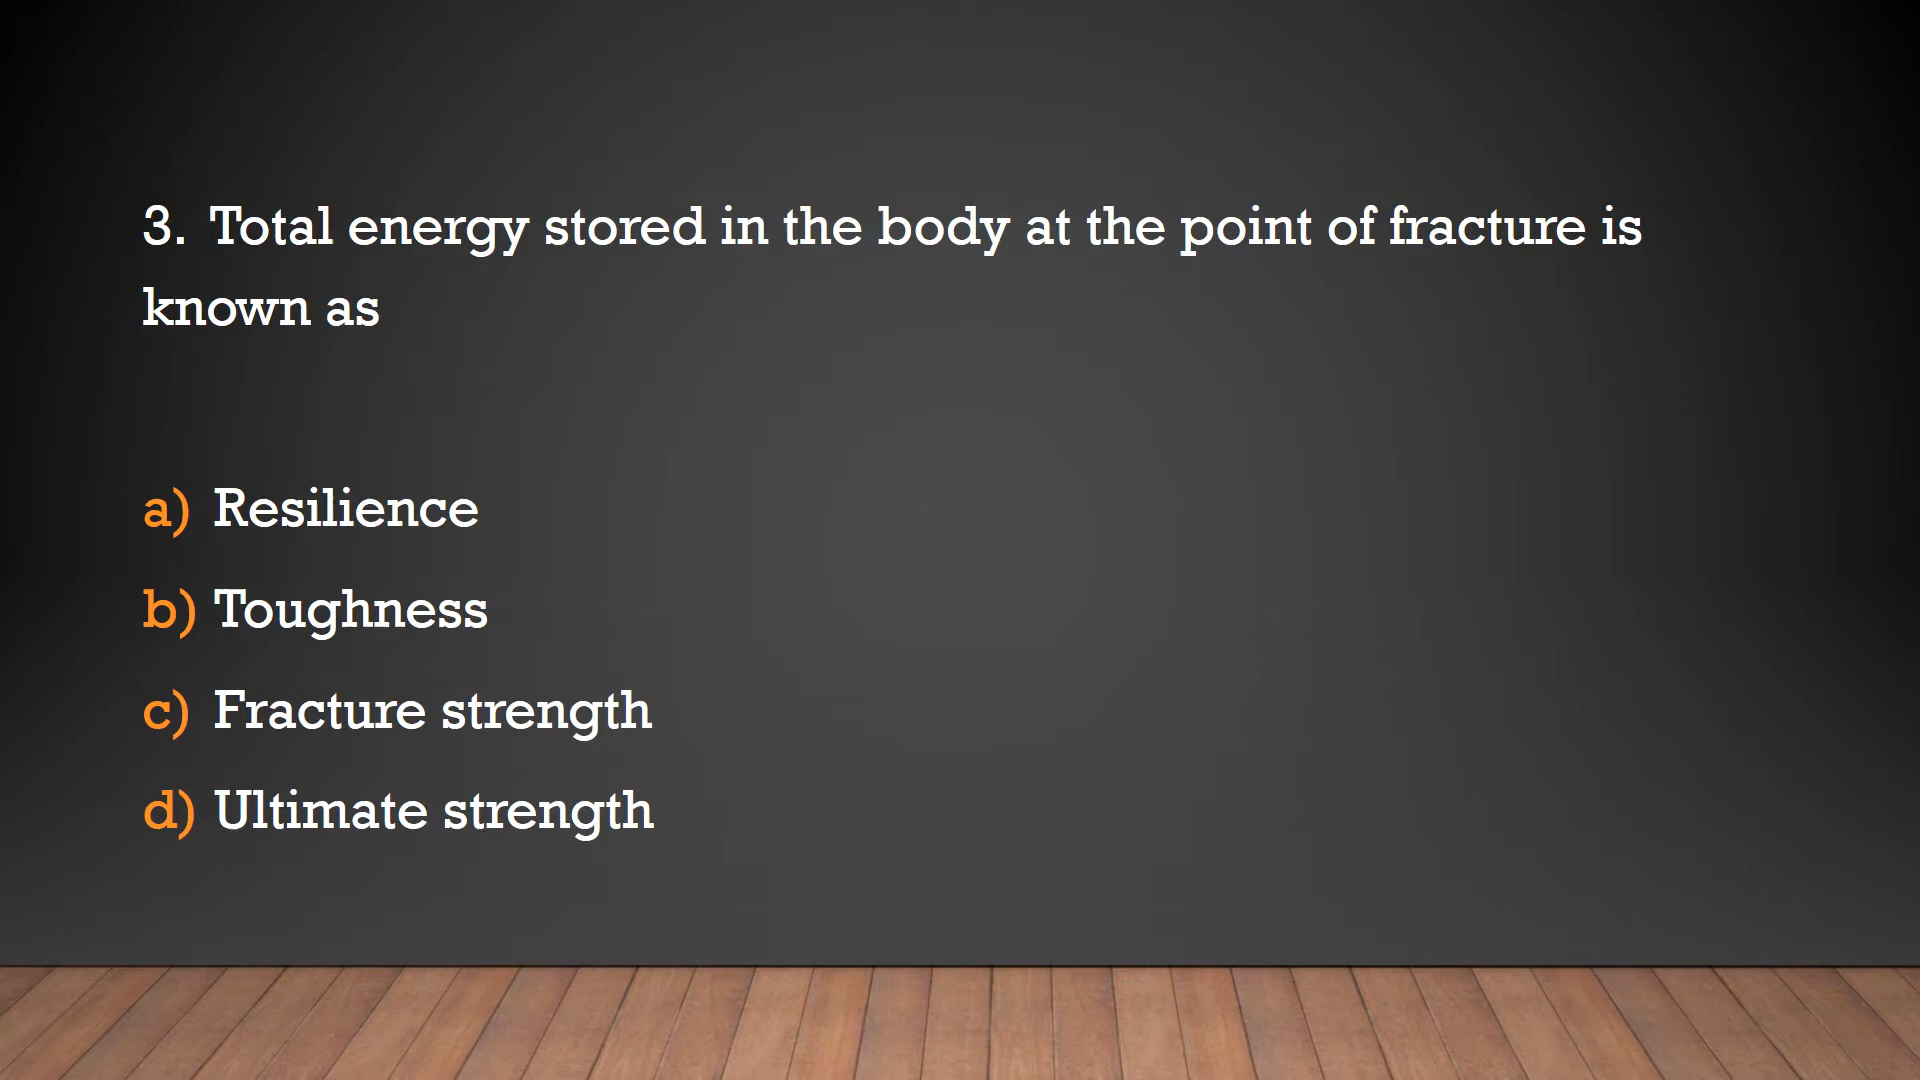 3. Total energy stored in the body at the point of fracture is
known as
a) Resilience
b) Toughness
c) Fracture strength
d) Ultimate strength